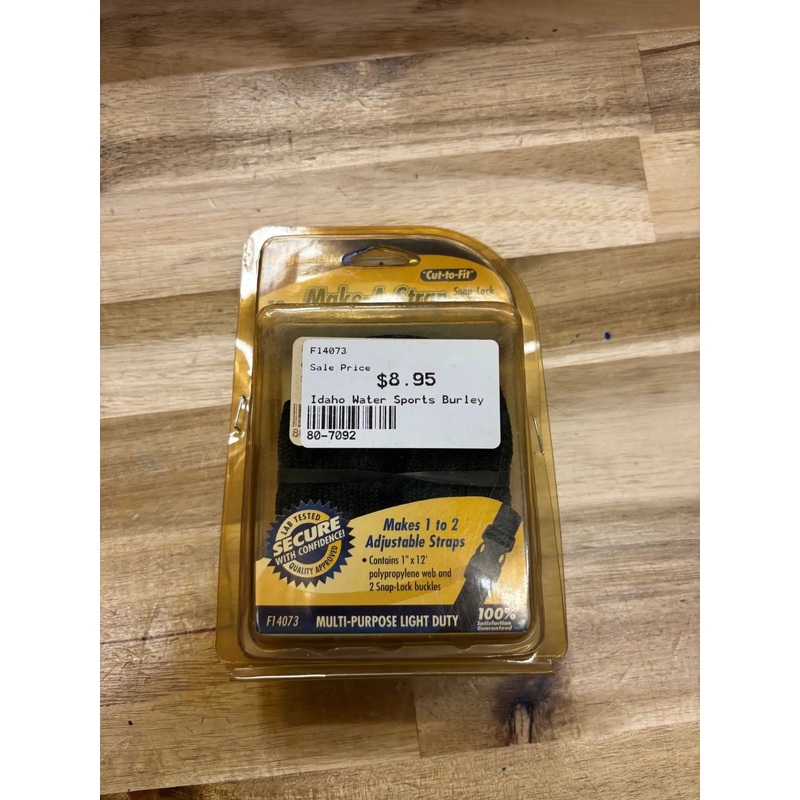 "Cut-to-Fit"
Make-A-Strap Snap-Lock
F14073
Sale Price
$8.95
Idaho Water Sports Burley
80-7092
LAB TESTED
SECURE
WITH CONFIDENCE!
QUALITY APPROVED
Makes 1 to 2
Adjustable Straps
• Contains 1" x 12'
polypropylene web and
2 Snap-Lock buckles
F14073 MULTI-PURPOSE LIGHT DUTY
100%
Satisfaction
Guaranteed